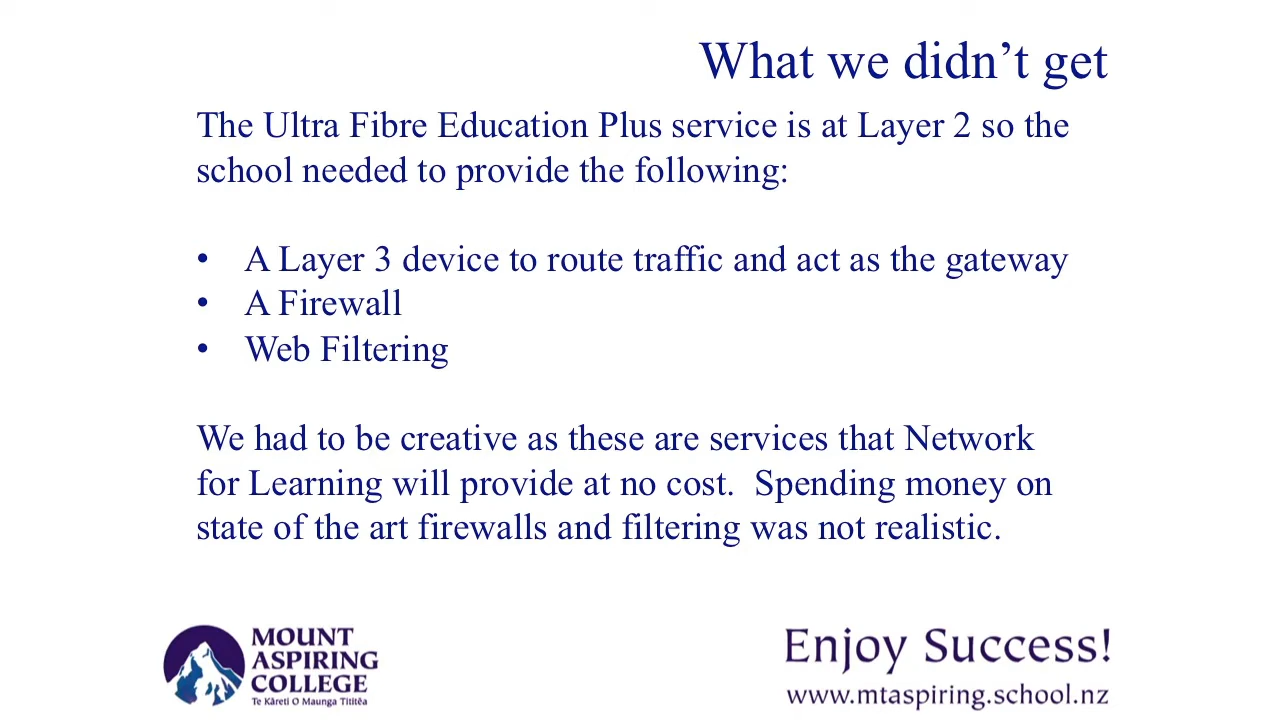 What we didn’t get
The Ultra Fibre Education Plus service is at Layer 2 so the
school needed to provide the following:
• A Layer 3 device to route traffic and act as the gateway
• A Firewall
• Web Filtering
We had to be creative as these are services that Network
for Learning will provide at no cost.  Spending money on
state of the art firewalls and filtering was not realistic.
MOUNT
ASPIRING
COLLEGE
Te Kāreti O Maunga Tititēa
Enjoy Success!
www.mtaspiring.school.nz